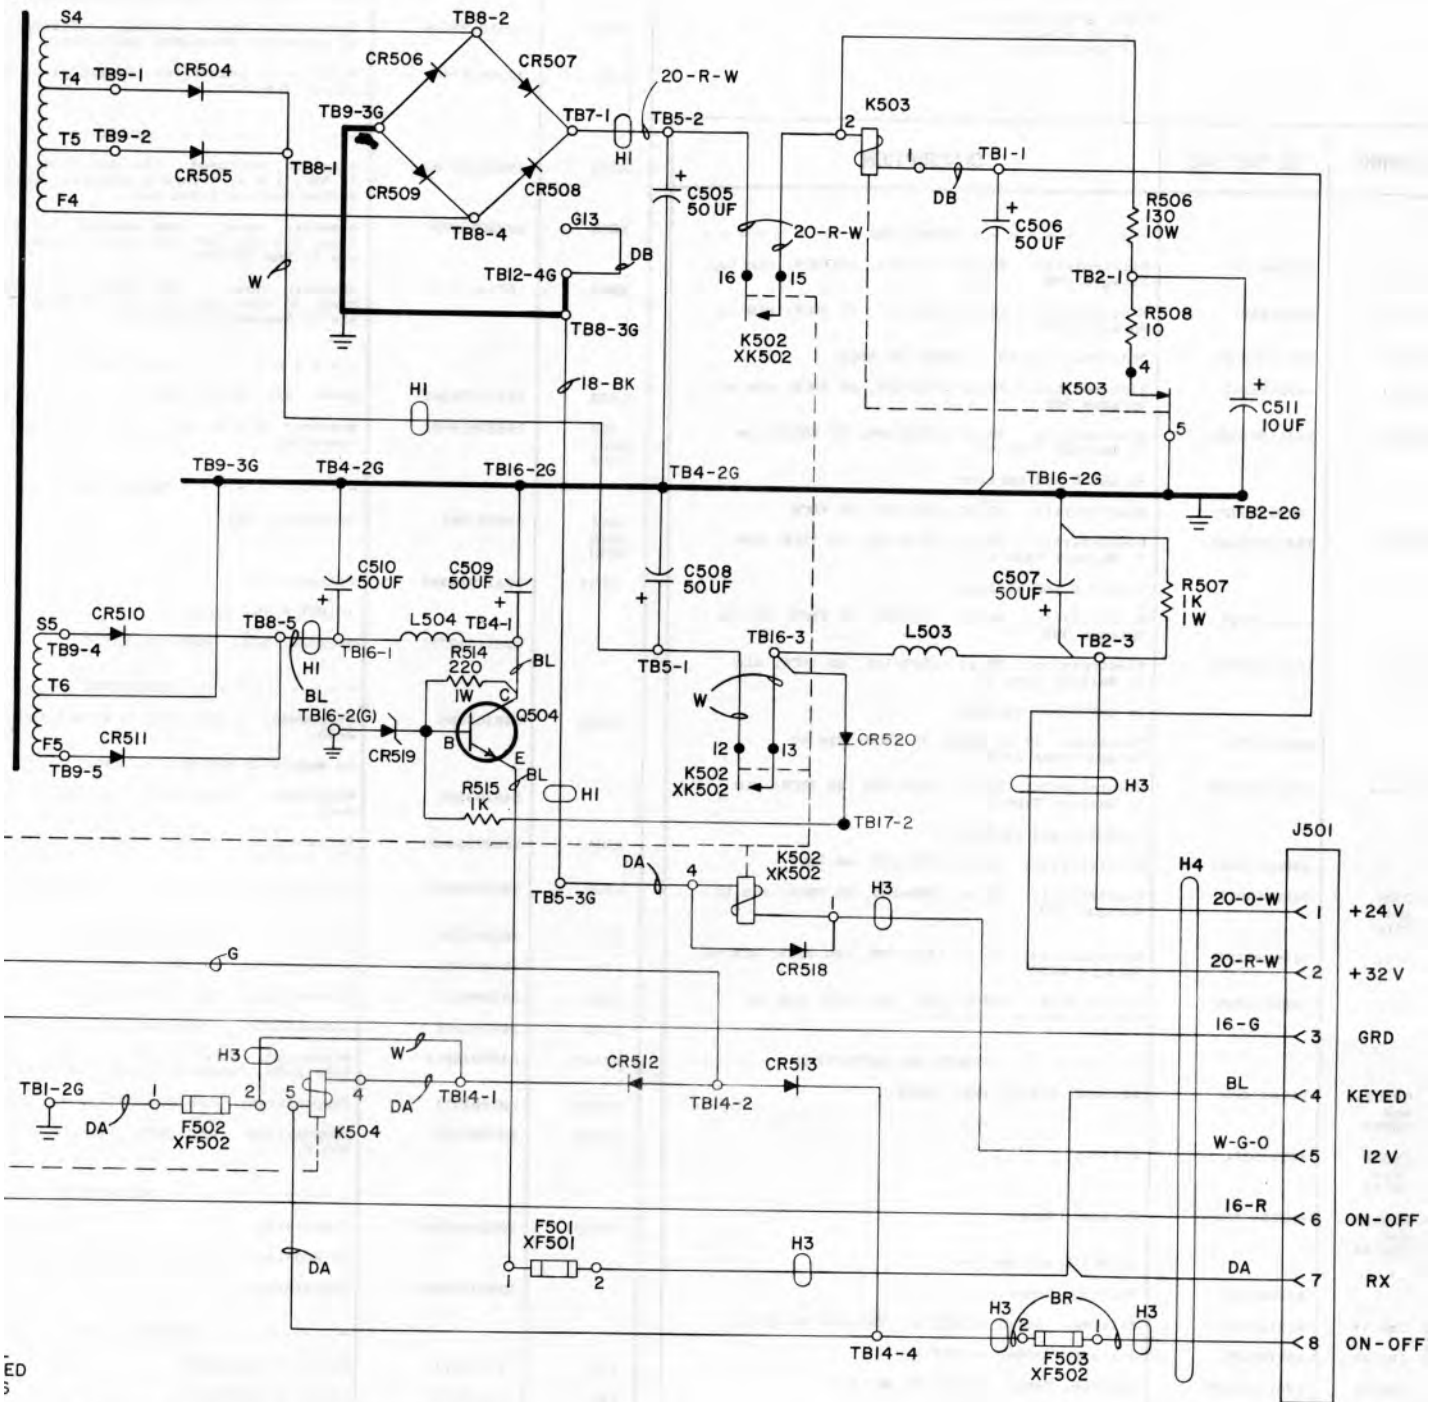 S4
TB8-2
CR506
CR507
20-R-W
T4
TB9-1
CR504
TB9-3G
TB7-1
TB5-2
K503
2
1
TB1-1
T5
TB9-2
CR505
TB8-1
H1
CR509
CR508
DB
F4
TB8-4
G13
+
C505
50 UF
+
C506
50 UF
R506
130
10W
20-R-W
DB
W
TB12-4G
16
15
TB2-1
TB8-3G
K502
XK502
R508
10
4
H1
18-BK
K503
+
C511
10 UF
5
TB9-3G
TB4-2G
TB16-2G
TB4-2G
TB16-2G
TB2-2G
C510
50UF
+
C509
50UF
+
C508
50 UF
+
C507
50UF
+
R507
1K
1W
S5
TB9-4
CR510
TB8-5
H1
TB16-1
L504
TB4-1
TB5-1
TB16-3
L503
TB2-3
R514
220
1W
BL
T6
BL
C
Q504
W
TB16-2(G)
CR519
B
E
12
13
CR520
F5
TB9-5
CR511
BL
K502
XK502
H3
R515
1K
H1
TB17-2
J501
DA
4
K502
XK502
H4
TB5-3G
1
H3
20-O-W
1
+24 V
CR518
G
20-R-W
2
+32 V
16-G
3
GRD
H3
W
CR512
CR513
BL
4
KEYED
TB1-2G
1
2
5
4
DA
TB14-1
TB14-2
DA
F502
XF502
K504
W-G-O
5
12 V
16-R
6
ON-OFF
DA
F501
XF501
H3
DA
7
RX
1
2
BR
H3
2
1
H3
8
ON-OFF
TB14-4
F503
XF502
ED